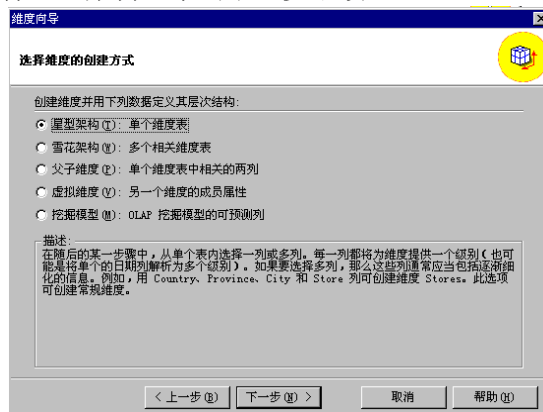 维度向导
选择维度的创建方式
创建维度并用下列数据定义其层次结构:
星型架构(T): 单个维度表
雪花架构(W): 多个相关维度表
父子维度(P): 单个维度表中相关的两列
虚拟维度(V): 另一个维度的成员属性
挖掘模型(M): OLAP 挖掘模型的可预测列
描述:
在随后的某一步骤中，从单个表内选择一列或多列。每一列都将为维度提供一个级别(也可
能是将单个的日期列解析为多个级别)。如果要选择多列，那么这些列通常应当包括逐渐细
化的信息。例如，用 Country、Province、City 和 Store 列可创建维度 Stores。此选项
可创建常规维度。
< 上一步(B) 下一步(N) > 取消 帮助(H)